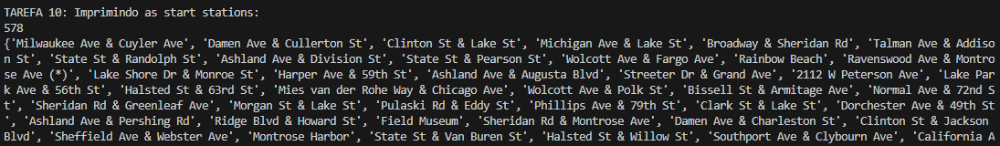 TAREFA 10: Imprimindo as start stations:
578
{'Milwaukee Ave & Cuyler Ave', 'Damen Ave & Cullerton St', 'Clinton St & Lake St', 'Michigan Ave & Lake St', 'Broadway & Sheridan Rd', 'Talman Ave & Addiso
n St', 'State St & Randolph St', 'Ashland Ave & Division St', 'State St & Pearson St', 'Wolcott Ave & Fargo Ave', 'Rainbow Beach', 'Ravenswood Ave & Montro
se Ave (*)', 'Lake Shore Dr & Monroe St', 'Harper Ave & 59th St', 'Ashland Ave & Augusta Blvd', 'Streeter Dr & Grand Ave', '2112 W Peterson Ave', 'Lake Par
k Ave & 56th St', 'Halsted St & 63rd St', 'Mies van der Rohe Way & Chicago Ave', 'Wolcott Ave & Polk St', 'Bissell St & Armitage Ave', 'Normal Ave & 72nd S
t', 'Sheridan Rd & Greenleaf Ave', 'Morgan St & Lake St', 'Pulaski Rd & Eddy St', 'Phillips Ave & 79th St', 'Clark St & Lake St', 'Dorchester Ave & 49th St
', 'Ashland Ave & Pershing Rd', 'Ridge Blvd & Howard St', 'Field Museum', 'Sheridan Rd & Montrose Ave', 'Damen Ave & Charleston St', 'Clinton St & Jackson 
Blvd', 'Sheffield Ave & Webster Ave', 'Montrose Harbor', 'State St & Van Buren St', 'Halsted St & Willow St', 'Southport Ave & Clybourn Ave', 'California A